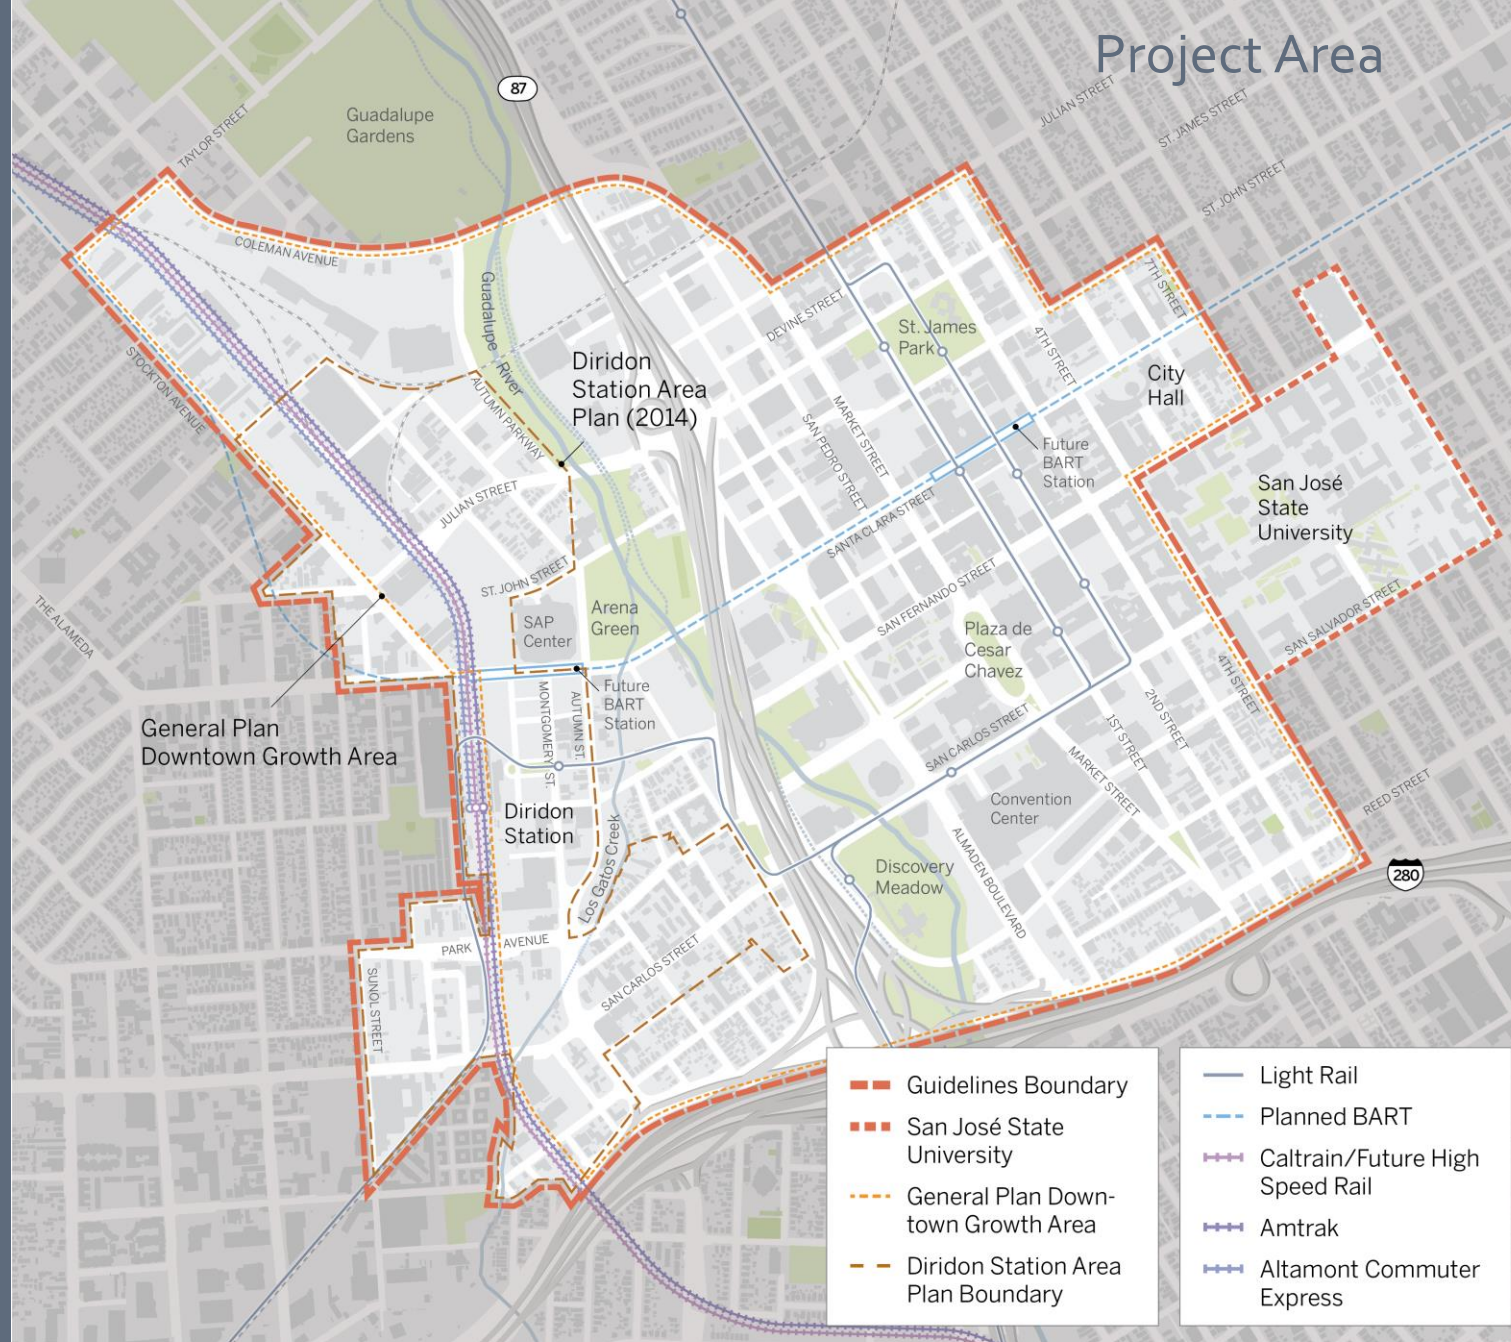 Project Area
87
Guadalupe
Gardens
TAYLOR STREET
JULIAN STREET
ST. JAMES STREET
ST. JOHN STREET
COLEMAN AVENUE
Guadalupe River
7TH STREET
DEVINE STREET
St. James
Park
4TH STREET
STOCKTON AVENUE
Diridon
Station Area
Plan (2014)
AUTUMN PARKWAY
City
Hall
MARKET STREET
SAN PEDRO STREET
Future
BART
Station
San José
State
University
JULIAN STREET
SANTA CLARA STREET
ST. JOHN STREET
SAN FERNANDO STREET
THE ALAMEDA
SAP
Center
Arena
Green
Plaza de
Cesar
Chavez
SAN SALVADOR STREET
4TH STREET
Future
BART
Station
MONTGOMERY ST.
AUTUMN ST.
General Plan
Downtown Growth Area
2ND STREET
1ST STREET
SAN CARLOS STREET
MARKET STREET
REED STREET
Diridon
Station
Convention
Center
Los Gatos Creek
ALMADEN BOULEVARD
Discovery
Meadow
280
PARK AVENUE
SAN CARLOS STREET
SUNOL STREET
Guidelines Boundary
San José State
University
General Plan Down-
town Growth Area
Diridon Station Area
Plan Boundary
Light Rail
Planned BART
Caltrain/Future High
Speed Rail
Amtrak
Altamont Commuter
Express